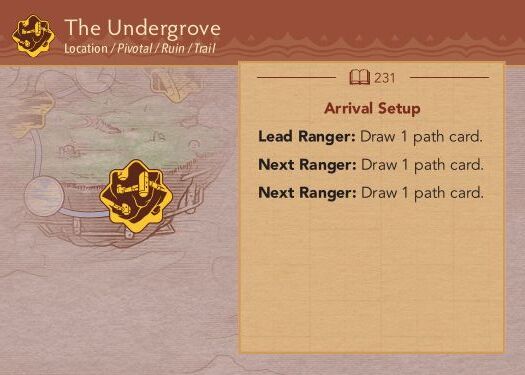 The Undergrove
Location / Pivotal / Ruin / Trail
231
Arrival Setup
Lead Ranger: Draw 1 path card.
Next Ranger: Draw 1 path card.
Next Ranger: Draw 1 path card.